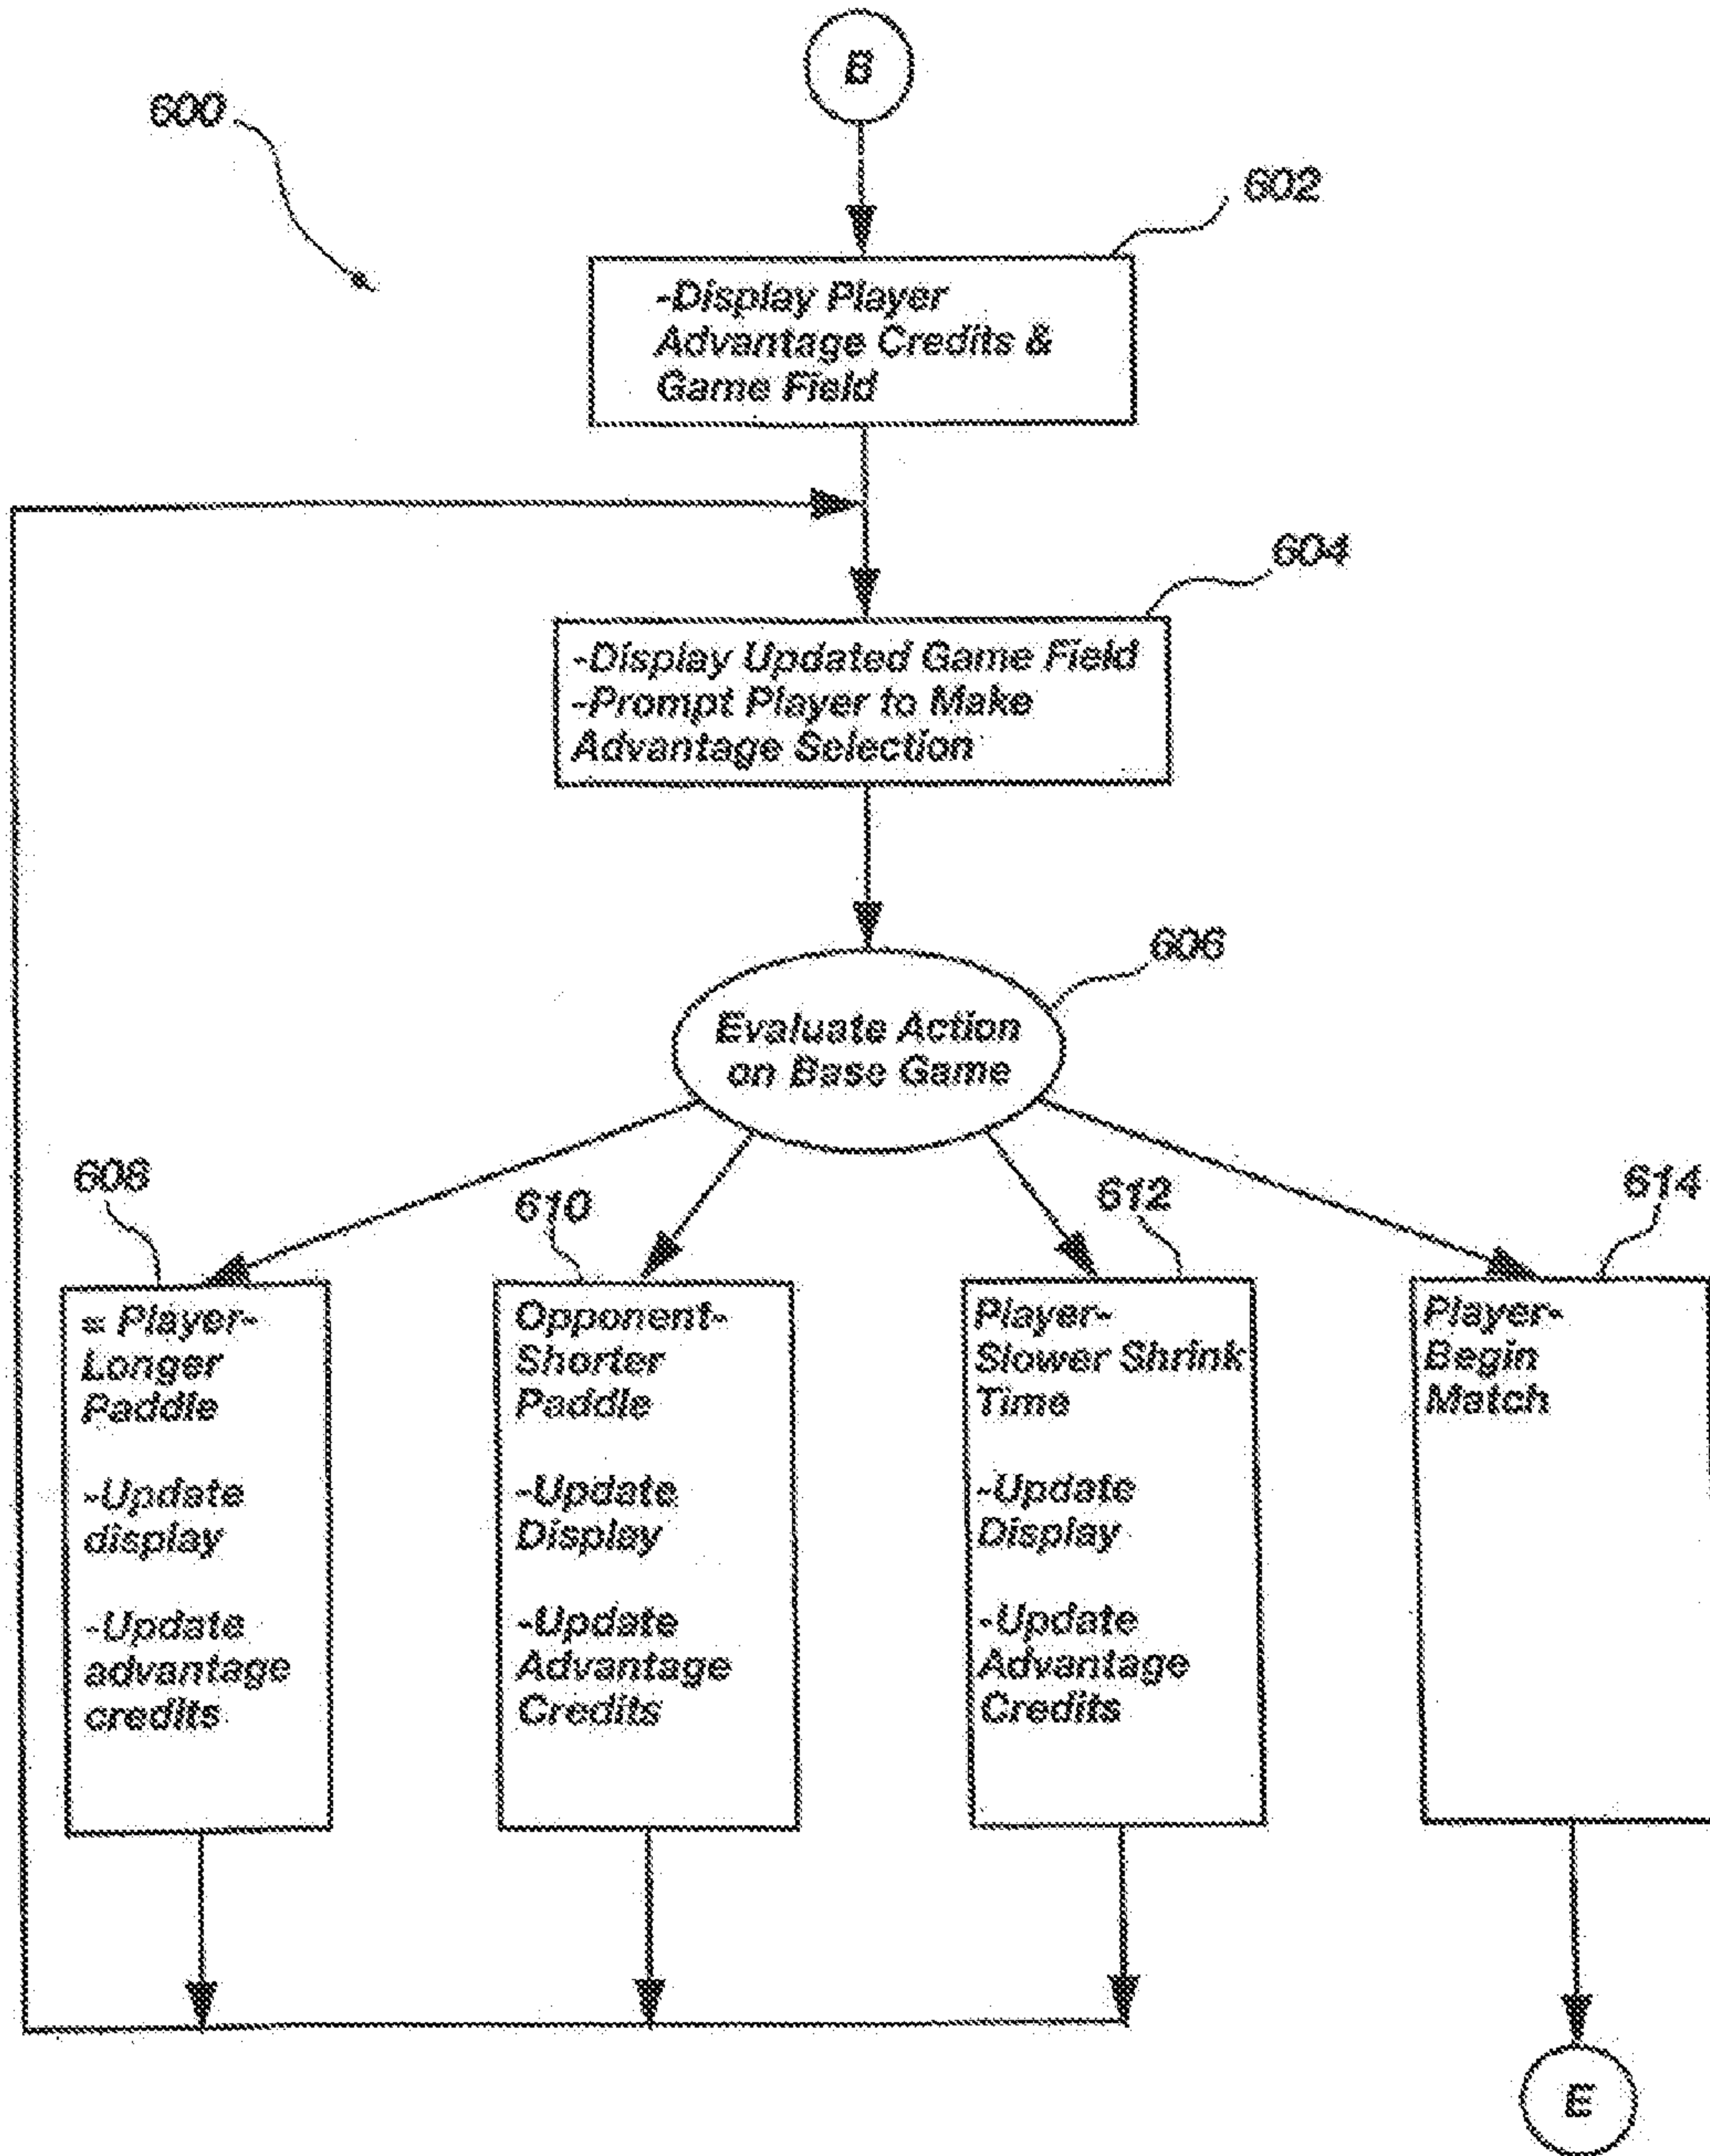 B
600
602
-Display Player
Advantage Credits &
Game Field
604
-Display Updated Game Field
-Prompt Player to Make
Advantage Selection
606
Evaluate Action
on Base Game
608
610
612
614
= Player-
Longer
Paddle
-Update
display
-Update
advantage
credits
Opponent-
Shorter
Paddle
-Update
Display
-Update
Advantage
Credits
Player-
Slower Shrink
Time
-Update
Display
-Update
Advantage
Credits
Player-
Begin
Match
E